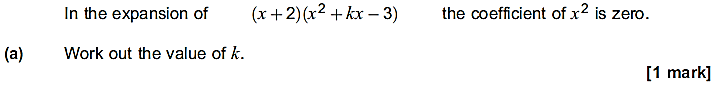 In the expansion of (x + 2)(x² + kx – 3) the coefficient of x² is zero.
(a) Work out the value of k.
[1 mark]